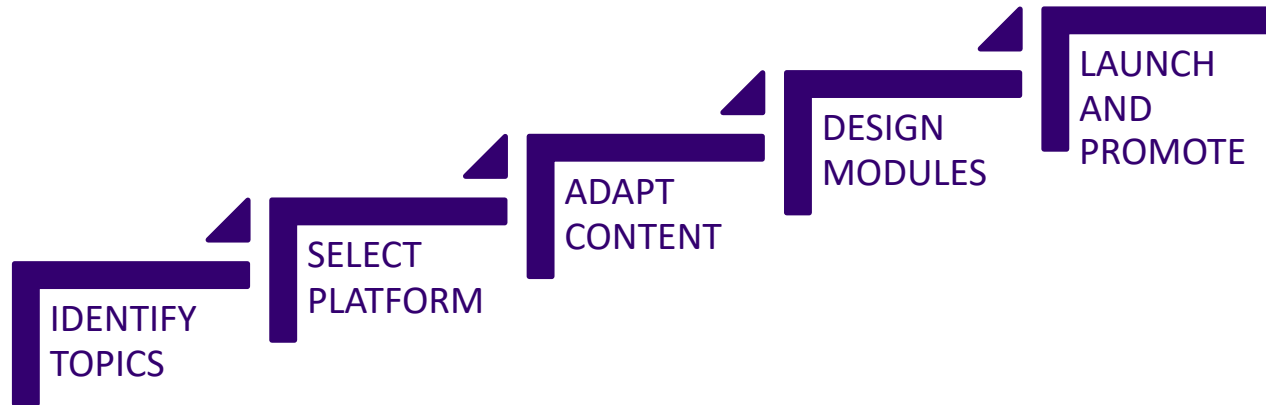 IDENTIFY
TOPICS
SELECT
PLATFORM
ADAPT
CONTENT
DESIGN
MODULES
LAUNCH
AND
PROMOTE